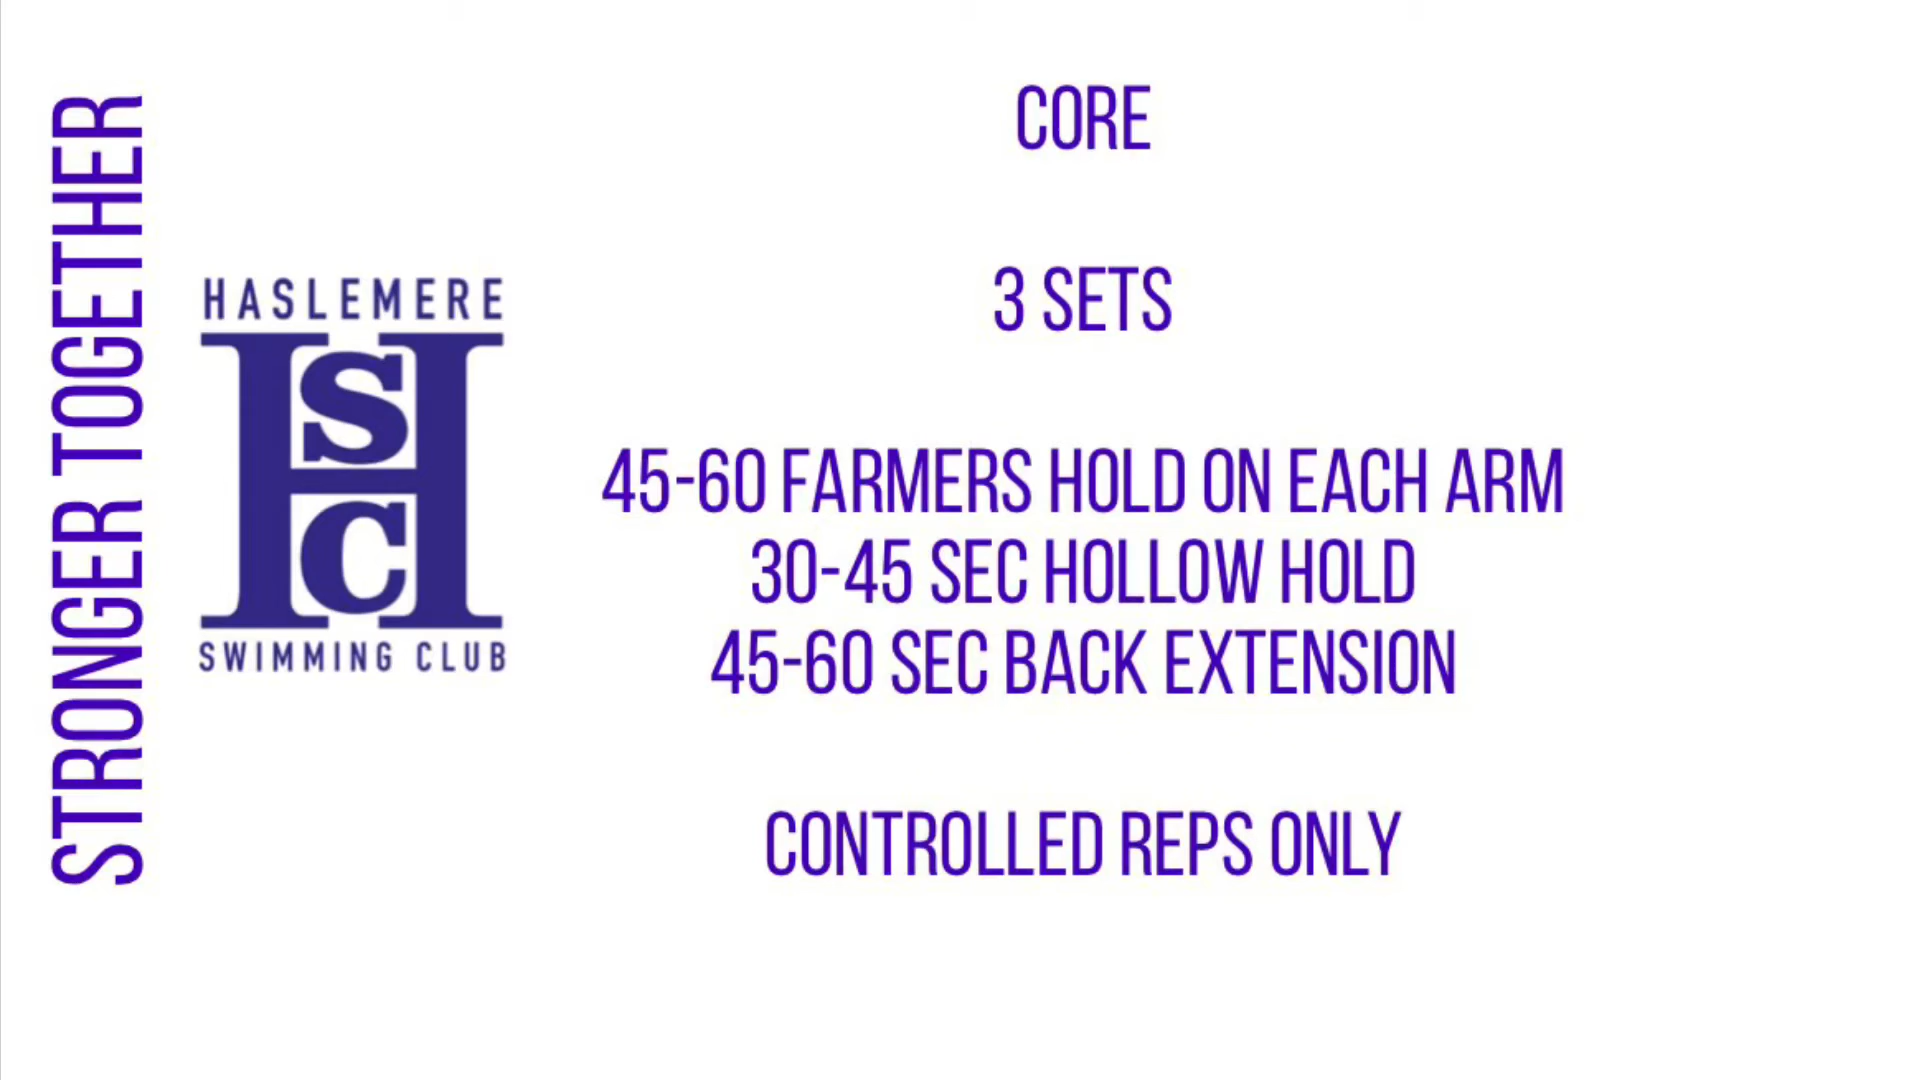 STRONGER TOGETHER
HASLEMERE
HSC
SWIMMING CLUB
CORE
3 SETS
45-60 FARMERS HOLD ON EACH ARM
30-45 SEC HOLLOW HOLD
45-60 SEC BACK EXTENSION
CONTROLLED REPS ONLY